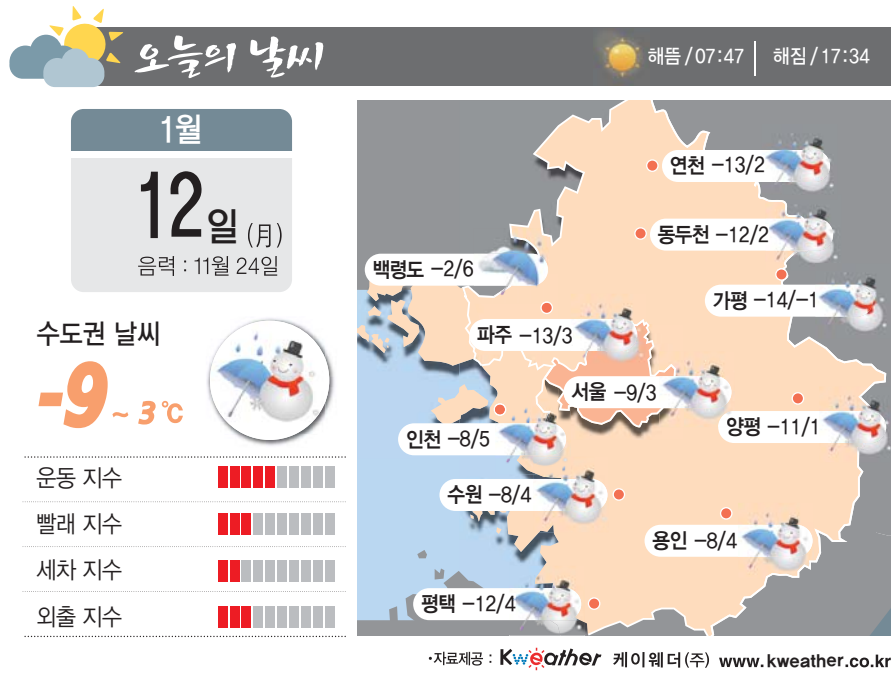 오늘의 날씨
해뜸 / 07:47
해짐 / 17:34
1월
12일 (月)
음력 : 11월 24일
수도권 날씨
-9 ~ 3℃
운동 지수
빨래 지수
세차 지수
외출 지수
연천 -13/2
동두천 -12/2
백령도 -2/6
가평 -14/-1
파주 -13/3
서울 -9/3
인천 -8/5
양평 -11/1
수원 -8/4
용인 -8/4
평택 -12/4
·자료제공 : Kweather 케이웨더(주) www.kweather.co.kr